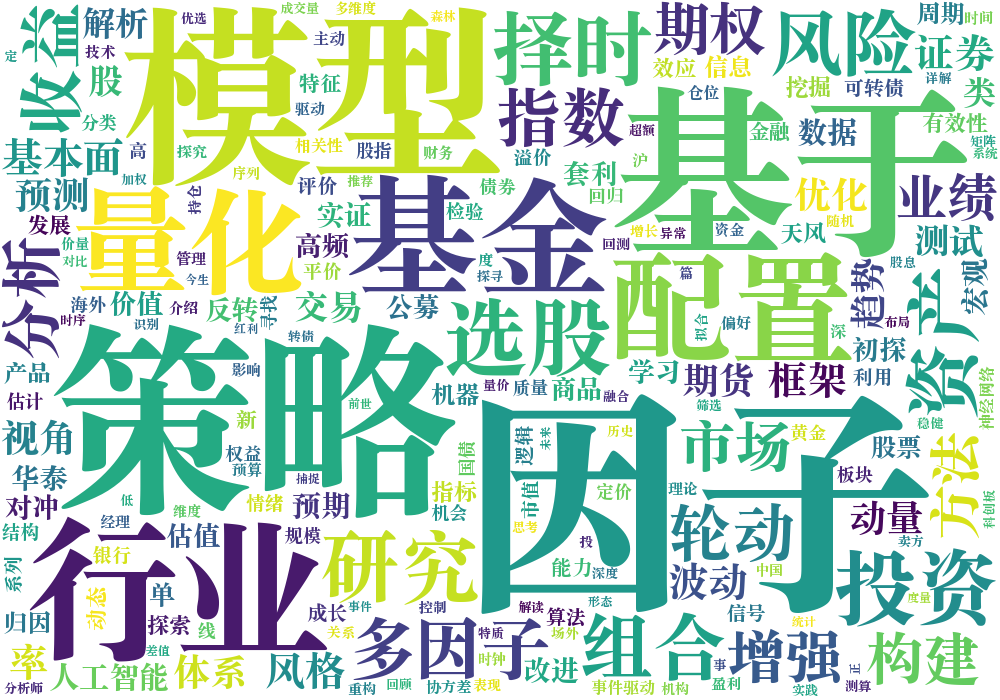 模型
择时
期权
风险
周期
时间
证券
优选
成交量
多维度
森林
解析
主动
收益
定
技术
股
特征
效应
信息
挖掘
可转债
详解
类
驱动
分类
指数
仓位
超额
金融
数据
有效性
基本面
探究
相关性
股指
财务
溢价
沪
矩阵
系统
高
基于
预测
加权
序列
推荐
套利
回归
优化
业绩
持仓
评价
债券
实证
检验
随机
发展
量化
基金
增长
异常
资金
天风
测试
价量
对比
管理
高频
度
回测
平价
探寻
篇
股息
分析
今生
配置
趋势
宏观
海外
价值
介绍
反转
寻找
交易
公募
选股
拟合
偏好
深
布局
资产
时序
识别
红利
初探
产品
转债
影响
机器
量价
质量
商品
学习
期货
框架
利用
估计
策略
融合
神经网络
新
前世
因子
筛选
稳健
视角
逻辑
历史
市场
黄金
股票
方法
华泰
权益
预算
国债
未来
捕捉
市值
定价
理论
板块
对冲
低
情绪
预期
指标
机会
思考
轮动
动量
科创板
结构
维度
经理
规模
行业
银行
估值
研究
投
深度
能力
波动
中国
卖方
系列
动态
单
成长
事件
控制
解读
算法
形态
投资
度量
归因
线
探索
关系
多因子
特质
场外
组合
信号
统计
率
差值
时钟
增强
构建
人工智能
体系
风格
改进
事件驱动
机构
事
盈利
正
测算
分析师
重构
回顾
协方差
表现
实践